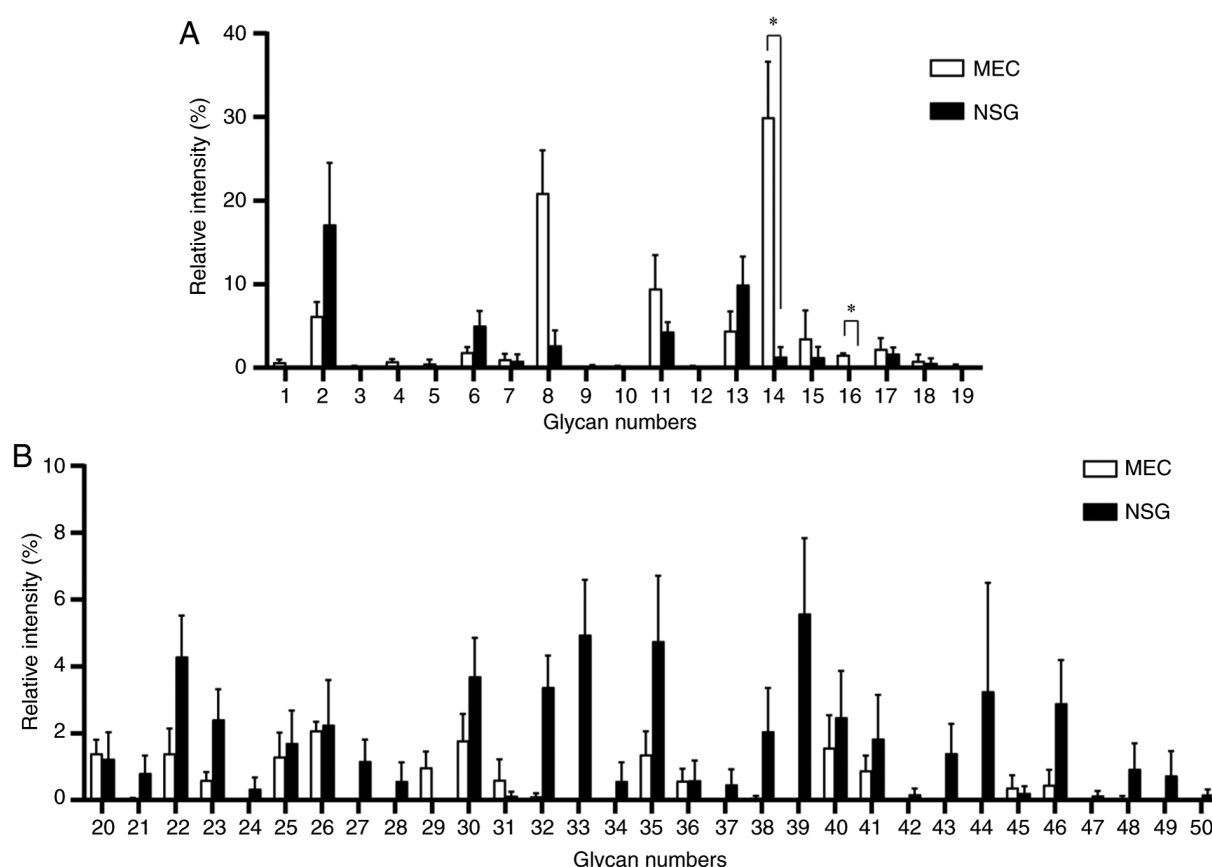 A
Relative intensity (%)
40
30
20
10
0
*
*
MEC
NSG
1 2 3 4 5 6 7 8 9 10 11 12 13 14 15 16 17 18 19
Glycan numbers
B
Relative intensity (%)
10
8
6
4
2
0
MEC
NSG
20 21 22 23 24 25 26 27 28 29 30 31 32 33 34 35 36 37 38 39 40 41 42 43 44 45 46 47 48 49 50
Glycan numbers